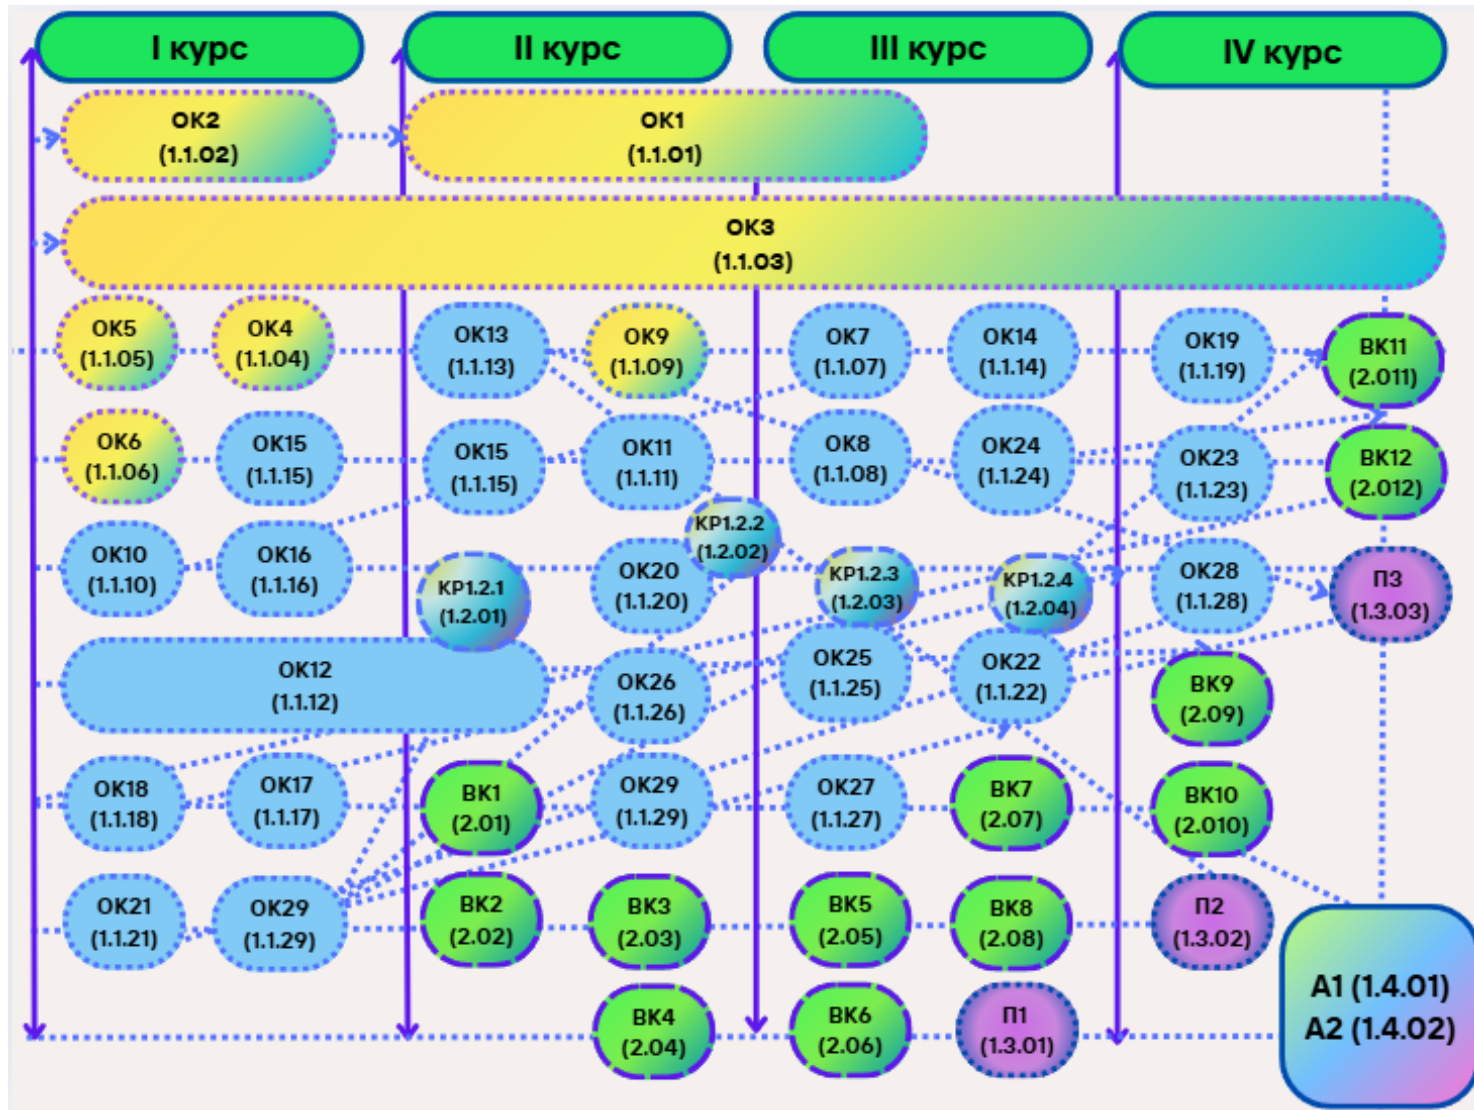 I курс
II курс
III курс
IV курс
ОК2
(1.1.02)
ОК1
(1.1.01)
ОК3
(1.1.03)
ОК5
(1.1.05)
ОК4
(1.1.04)
ОК13
(1.1.13)
ОК9
(1.1.09)
ОК7
(1.1.07)
ОК14
(1.1.14)
ОК19
(1.1.19)
ВК11
(2.011)
ОК6
(1.1.06)
ОК15
(1.1.15)
ОК15
(1.1.15)
ОК11
(1.1.11)
ОК8
(1.1.08)
ОК24
(1.1.24)
ОК23
(1.1.23)
ВК12
(2.012)
ОК10
(1.1.10)
ОК16
(1.1.16)
КР1.2.1
(1.2.01)
ОК20
(1.1.20)
КР1.2.2
(1.2.02)
КР1.2.3
(1.2.03)
КР1.2.4
(1.2.04)
ОК28
(1.1.28)
П3
(1.3.03)
ОК12
(1.1.12)
ОК26
(1.1.26)
ОК25
(1.1.25)
ОК22
(1.1.22)
ВК9
(2.09)
ОК18
(1.1.18)
ОК17
(1.1.17)
ВК1
(2.01)
ОК29
(1.1.29)
ОК27
(1.1.27)
ВК7
(2.07)
ВК10
(2.010)
ОК21
(1.1.21)
ОК29
(1.1.29)
ВК2
(2.02)
ВК3
(2.03)
ВК5
(2.05)
ВК8
(2.08)
П2
(1.3.02)
ВК4
(2.04)
ВК6
(2.06)
П1
(1.3.01)
А1 (1.4.01)
А2 (1.4.02)